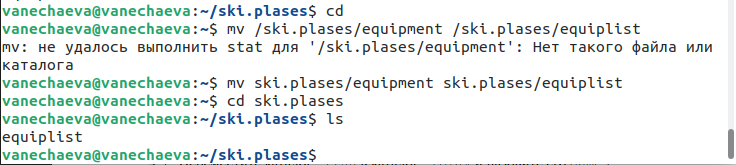 vanechaeva@vanechaeva:~/ski.plases$ cd
vanechaeva@vanechaeva:~$ mv /ski.plases/equipment /ski.plases/equiplist
mv: не удалось выполнить stat для '/ski.plases/equipment': Нет такого файла или
каталога
vanechaeva@vanechaeva:~$ mv ski.plases/equipment ski.plases/equiplist
vanechaeva@vanechaeva:~$ cd ski.plases
vanechaeva@vanechaeva:~/ski.plases$ ls
equiplist
vanechaeva@vanechaeva:~/ski.plases$